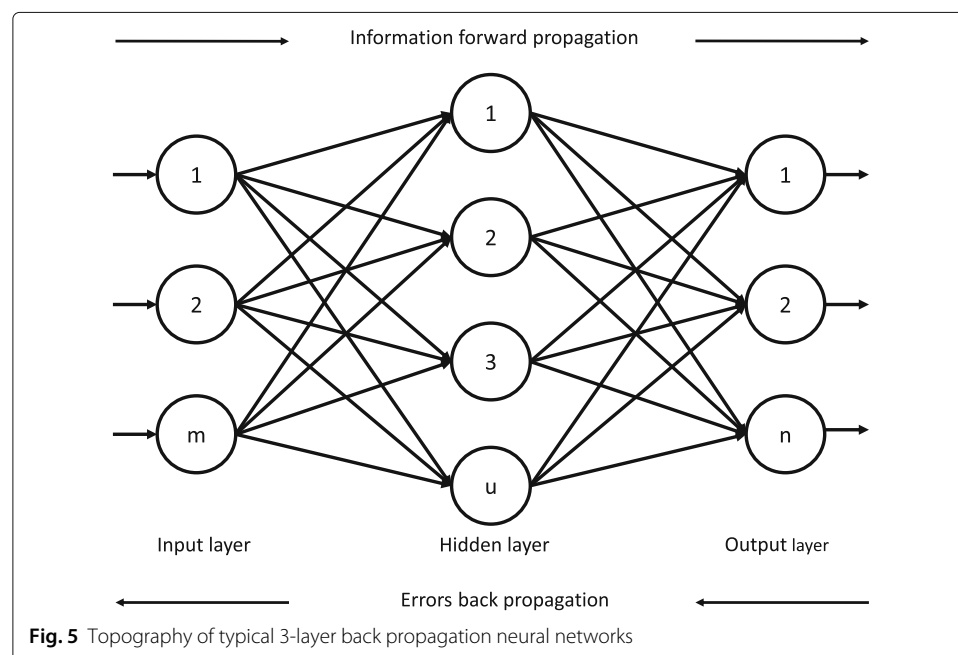 Information forward propagation
1
1
1
2
2
2
3
m
n
u
Input layer
Hidden layer
Output layer
Errors back propagation
Fig. 5 Topography of typical 3-layer back propagation neural networks